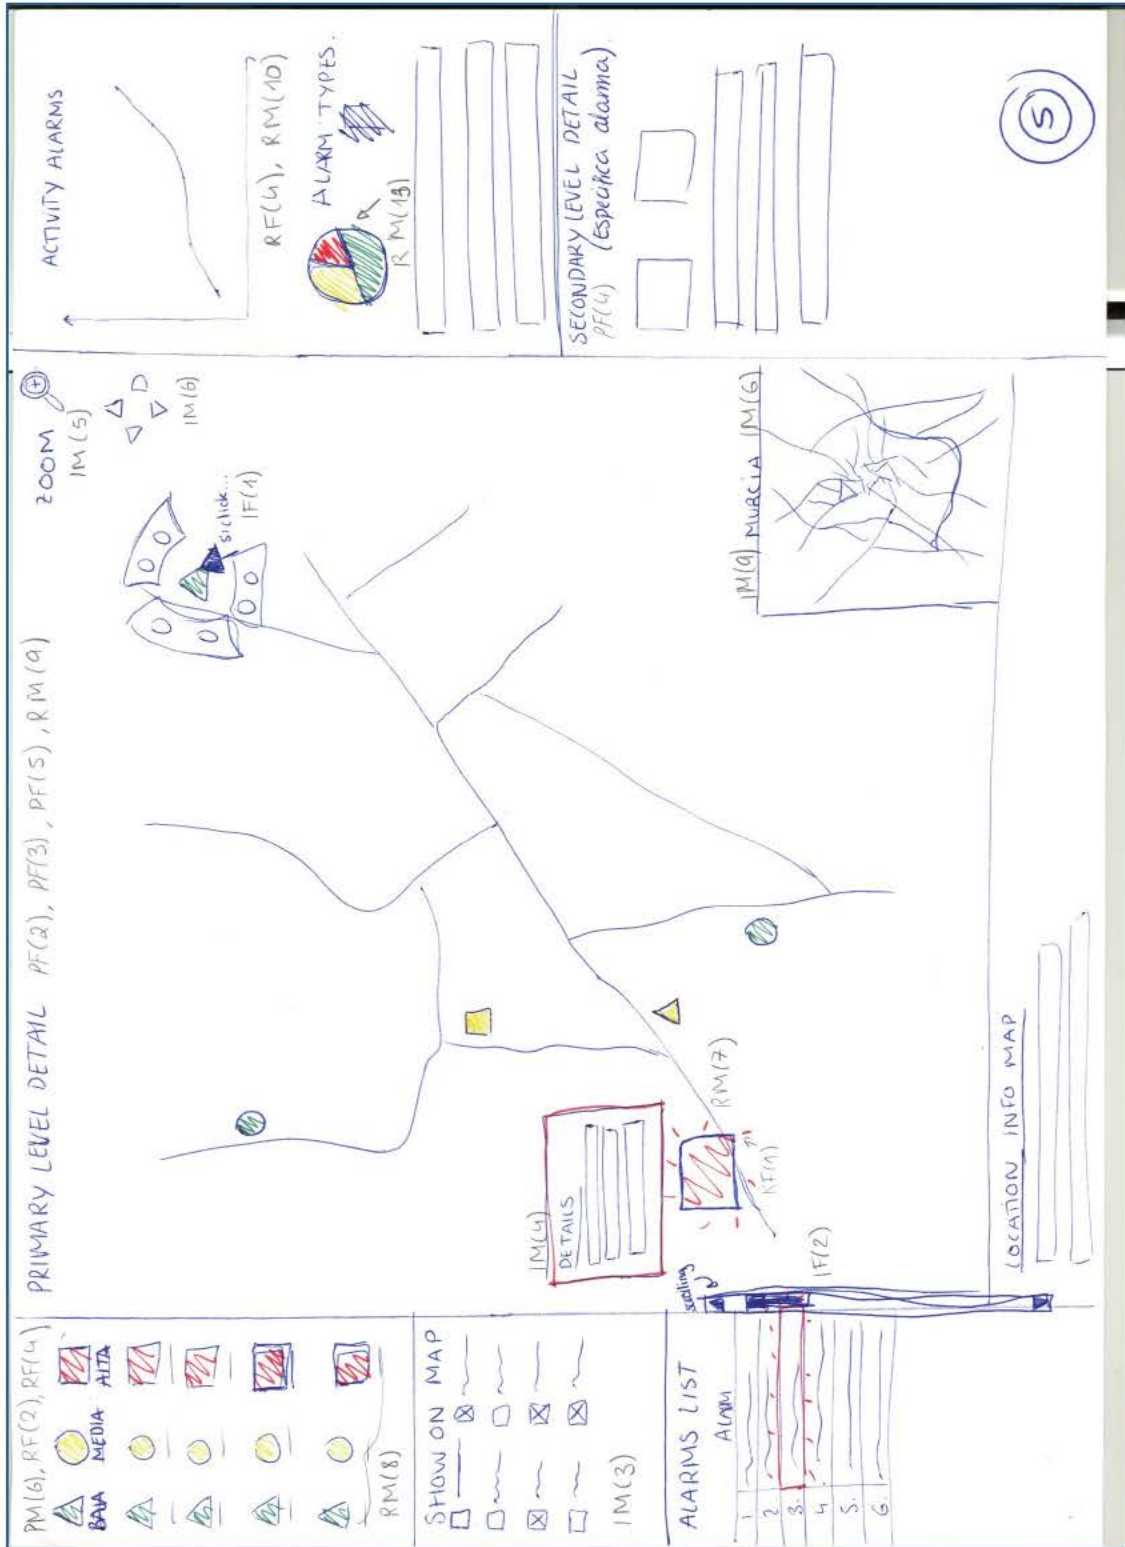 PM(6), RF(2), RF(4)
BAJA MEDIA ALTA
RM(8)
SHOW ON MAP
IM(3)
ALARMS LIST
ALARM
1
2
3.
4
5.
6.
PRIMARY LEVEL DETAIL PF(2), PF(3), PF(5), RM(9)
ZOOM
IM(5)
IM(6)
si click...
IF(1)
IM(4)
DETAILS
RM(7)
RF(1)
IF(2)
IM(9) MURCIA IM(6)
LOCATION INFO MAP
ACTIVITY ALARMS
RF(4), RM(10)
ALARM TYPES.
RM(13)
SECONDARY LEVEL DETAIL
PF(4) (Especifica alarma).
5